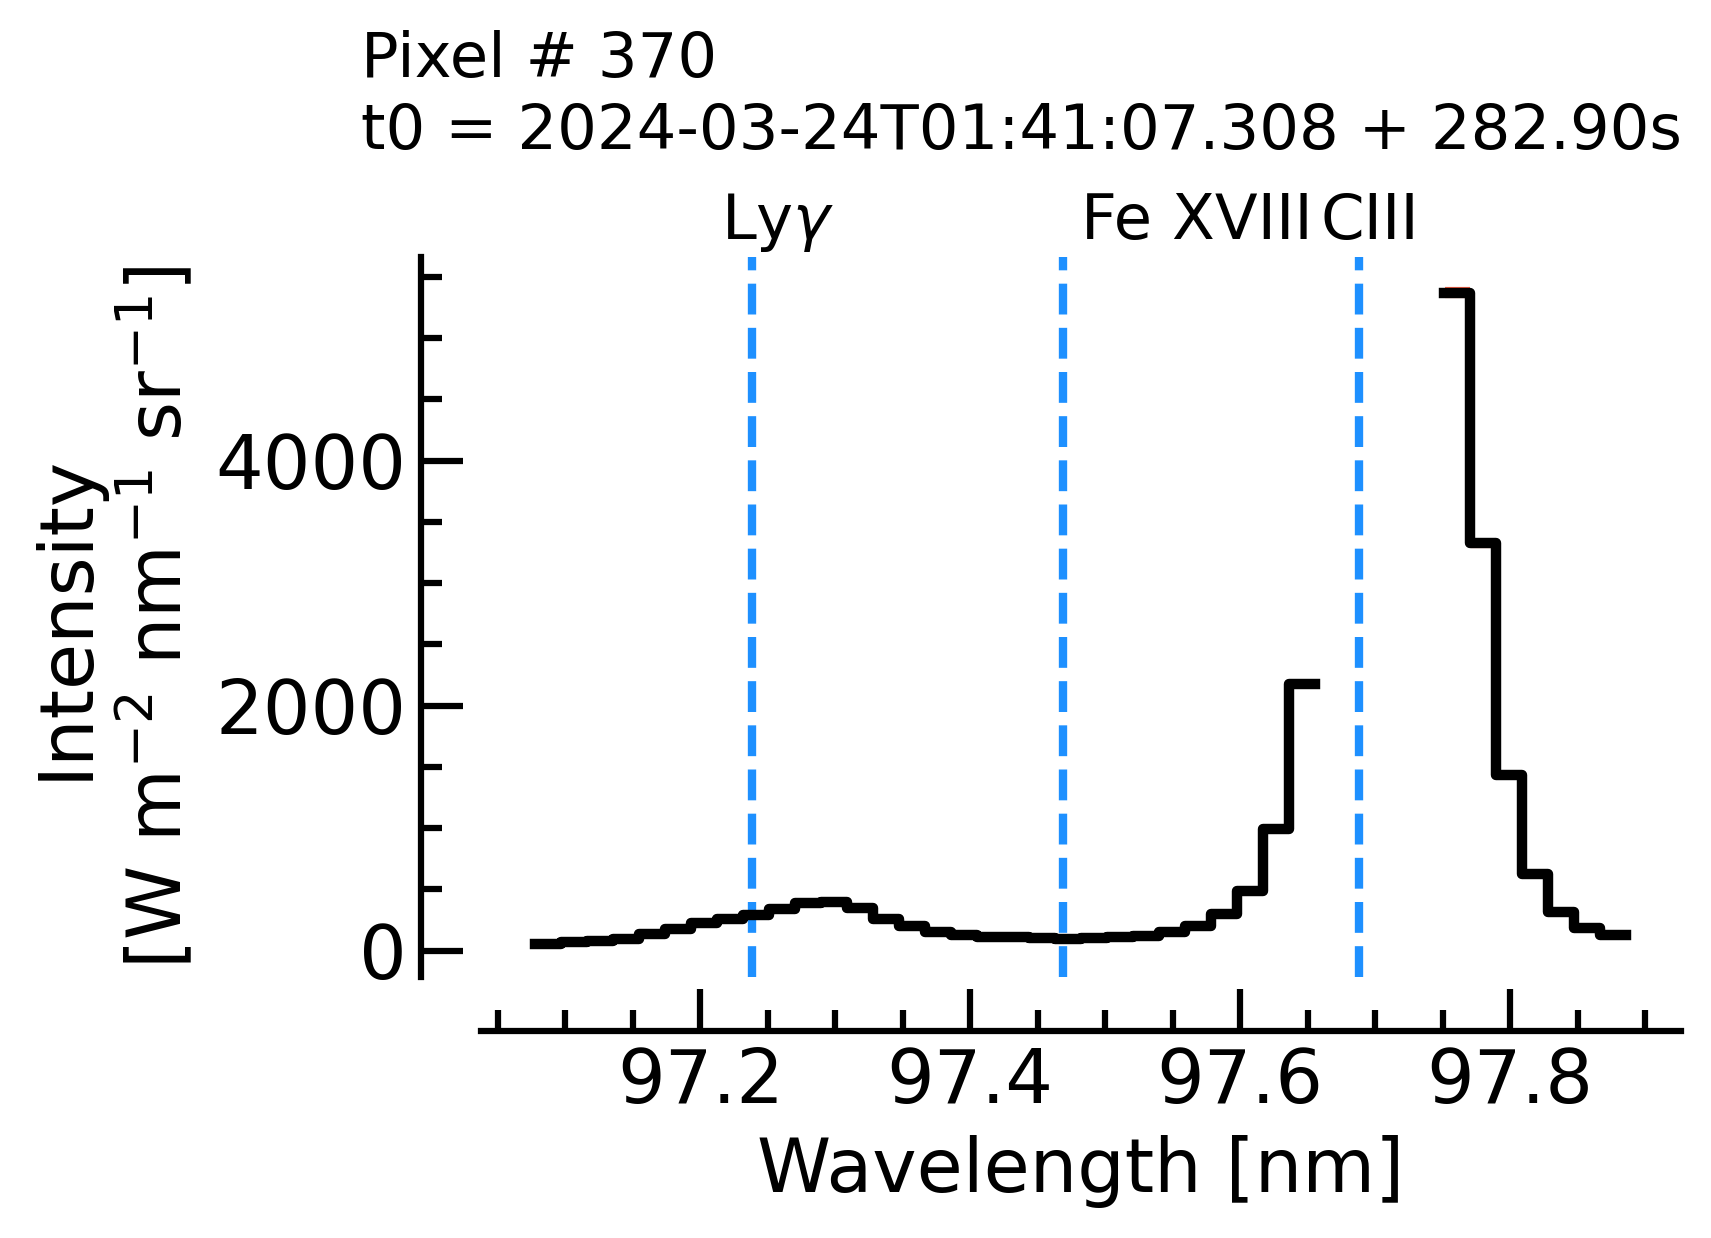 Pixel # 370
t0 = 2024-03-24T01:41:07.308 + 282.90s
Lyγ Fe XVIII CIII
Intensity
[W m⁻² nm⁻¹ sr⁻¹]
4000
2000
0
97.2 97.4 97.6 97.8
Wavelength [nm]